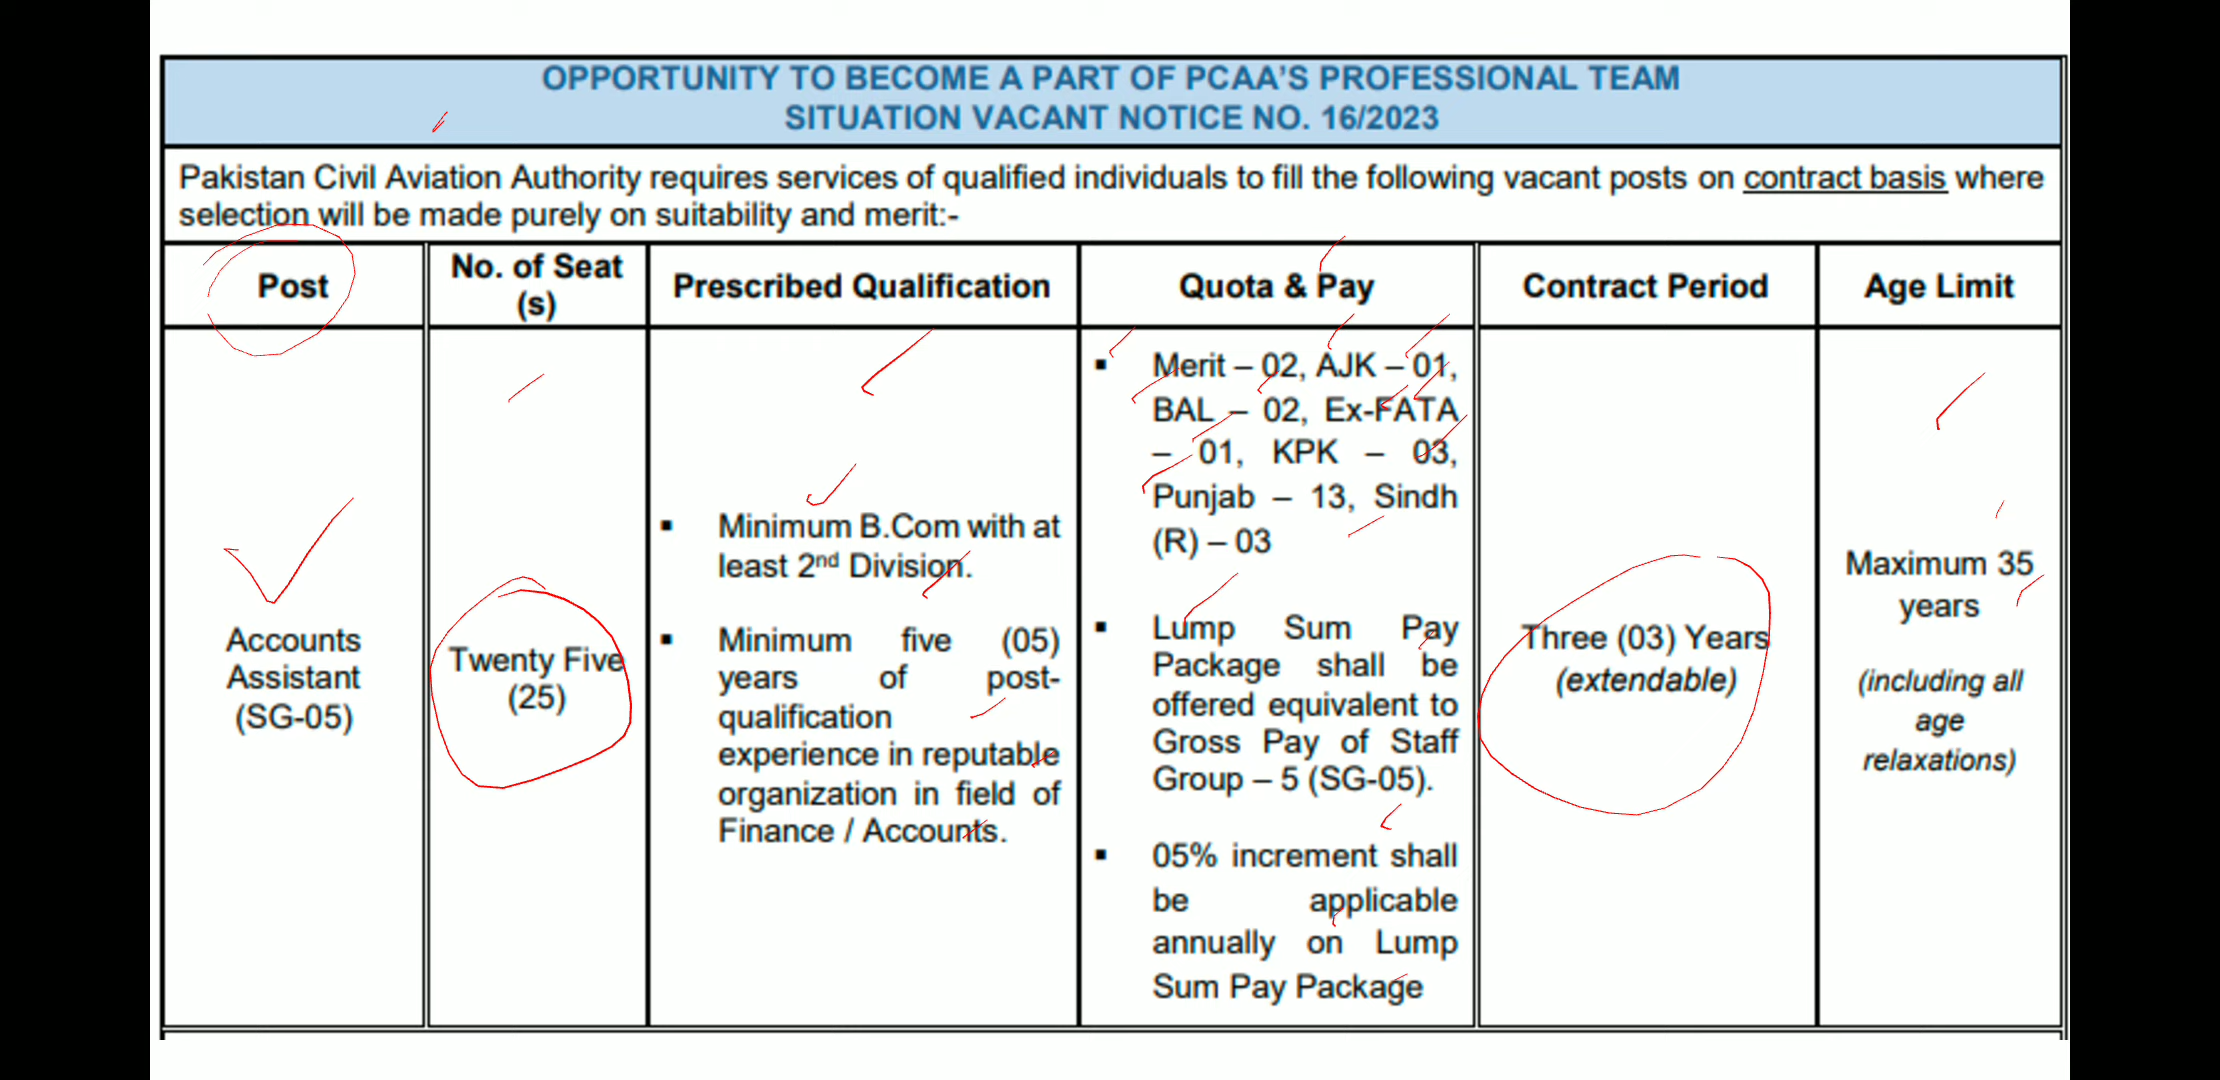 OPPORTUNITY TO BECOME A PART OF PCAA'S PROFESSIONAL TEAM
SITUATION VACANT NOTICE NO. 16/2023
Pakistan Civil Aviation Authority requires services of qualified individuals to fill the following vacant posts on contract basis where
selection will be made purely on suitability and merit:-
Post
No. of Seat
(s)
Prescribed Qualification
Quota & Pay
Contract Period
Age Limit
Accounts
Assistant
(SG-05)
Twenty Five
(25)
▪ Minimum B.Com with at
least 2nd Division.
▪ Minimum five (05)
years of post-
qualification
experience in reputable
organization in field of
Finance / Accounts.
▪ Merit – 02, AJK – 01,
BAL – 02, Ex-FATA
– 01, KPK – 03,
Punjab – 13, Sindh
(R) – 03
▪ Lump Sum Pay
Package shall be
offered equivalent to
Gross Pay of Staff
Group – 5 (SG-05).
▪ 05% increment shall
be applicable
annually on Lump
Sum Pay Package
Three (03) Years
(extendable)
Maximum 35
years
(including all
age
relaxations)